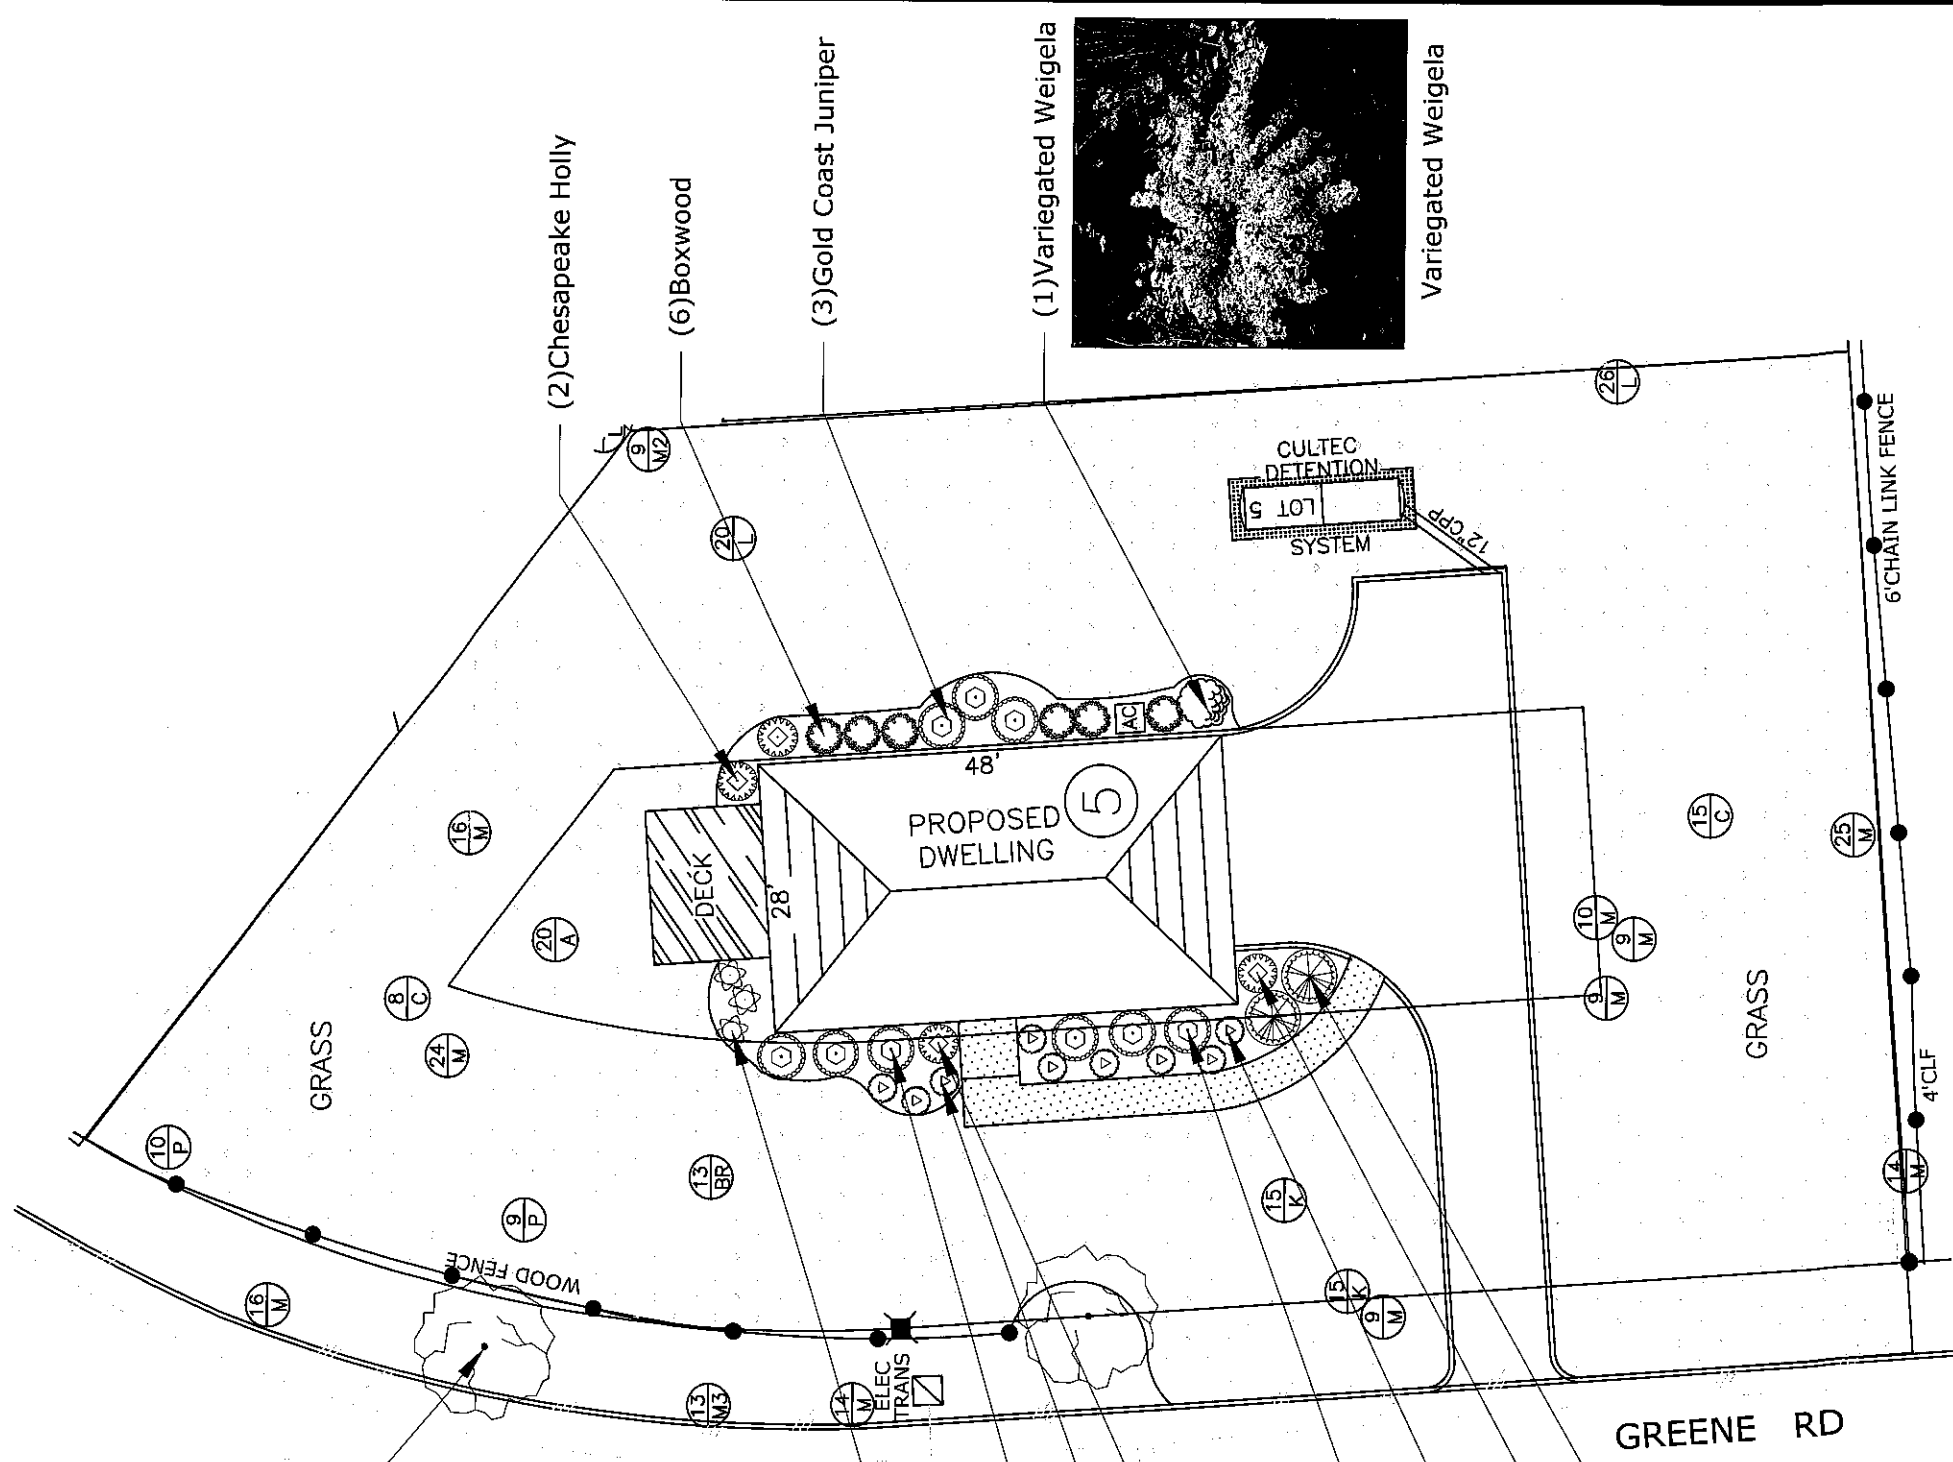 (2)Chesapeake Holly
(6)Boxwood
(3)Gold Coast Juniper
(1)Variegated Weigela
Variegated Weigela
9
M2
20
L
26
L
CULTEC
DETENTION
LOT 5
SYSTEM
12"CPP
6'CHAIN LINK FENCE
AC
48'
PROPOSED
DWELLING
5
DECK
28'
16
M
20
A
8
C
24
M
GRASS
15
C
25
M
10
M
9
M
9
M
GRASS
4'CLF
14
M
10
P
13
BR
9
P
15
K
15
K
9
M
WOOD FENCE
16
M
13
M3
14
M
ELEC
TRANS
GREENE RD